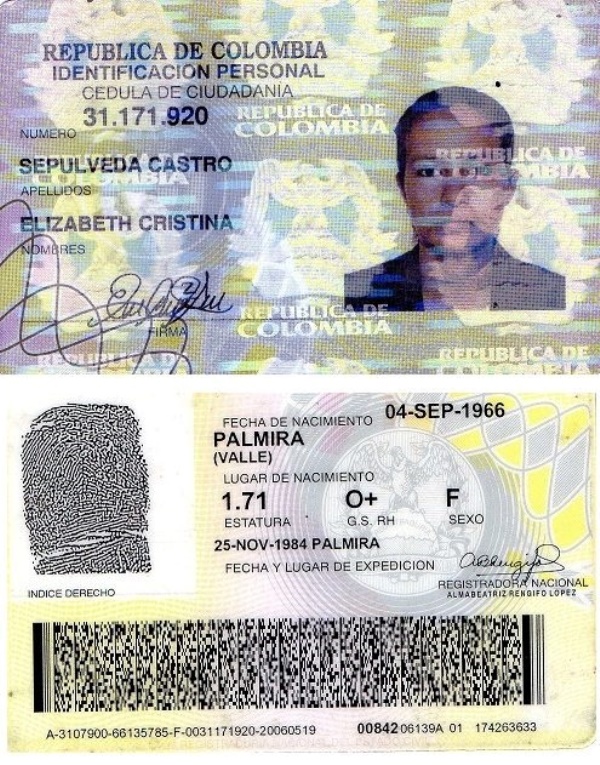 REPUBLICA DE COLOMBIA
IDENTIFICACION PERSONAL
CEDULA DE CIUDADANIA
31.171.920
NUMERO
SEPULVEDA CASTRO
APELLIDOS
ELIZABETH CRISTINA
NOMBRES
FIRMA
REPUBLICA DE
COLOMBIA
REPUBLICA DE
COLOMBIA
REPUBLICA DE
COLOMBIA
REPUBLICA DE
COLOMBIA
FECHA DE NACIMIENTO 04-SEP-1966
PALMIRA
(VALLE)
LUGAR DE NACIMIENTO
1.71 O+ F
ESTATURA G.S. RH SEXO
25-NOV-1984 PALMIRA
FECHA Y LUGAR DE EXPEDICION
REGISTRADORA NACIONAL
ALMABEATRIZ RENGIFO LOPEZ
INDICE DERECHO
A-3107900-66135785-F-0031171920-20060519 00842 06139A 01 174263633